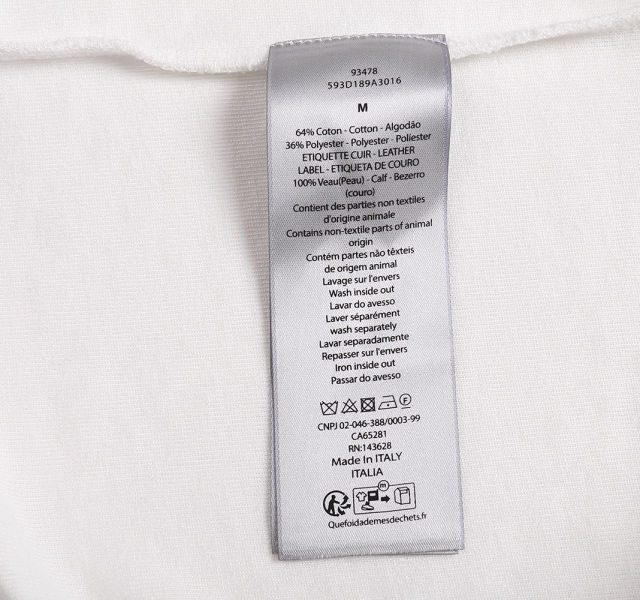 93478
593D189A3016
M
64% Coton - Cotton - Algodão
36% Polyester - Polyester - Poliester
ETIQUETTE CUIR - LEATHER
LABEL - ETIQUETA DE COURO
100% Veau(Peau) - Calf - Bezerro
(couro)
Contient des parties non textiles
d'origine animale
Contains non-textile parts of animal
origin
Contém partes não têxteis
de origem animal
Lavage sur l'envers
Wash inside out
Lavar do avesso
Laver séparément
wash separately
Lavar separadamente
Repasser sur l'envers
Iron inside out
Passar do avesso
F
CNPJ 02-046-388/0003-99
CA65281
RN:143628
Made In ITALY
ITALIA
m
Quefoidademesdechets.fr